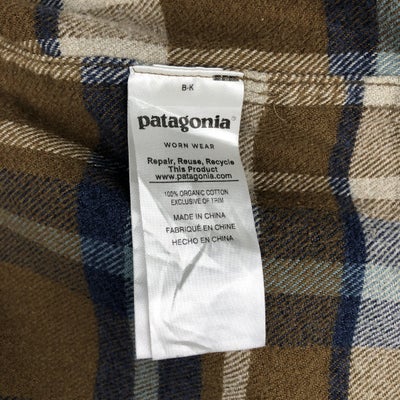 B-K
patagonia®
WORN WEAR
Repair, Reuse, Recycle
This Product
www.patagonia.com
100% ORGANIC COTTON
EXCLUSIVE OF TRIM
MADE IN CHINA
FABRIQUÉ EN CHINE
HECHO EN CHINA